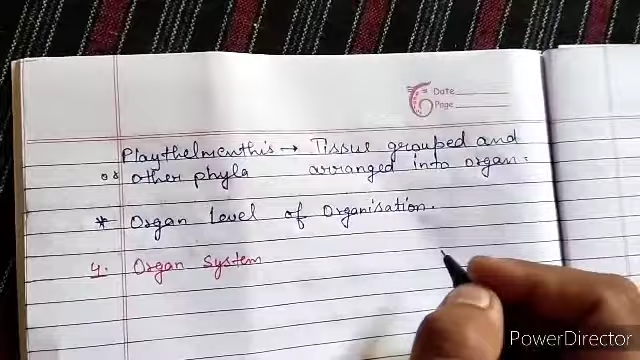 Date
Page
Playthelmenthis → Tissue grouped and
or other phyla arranged into organ.
* Organ Level of Organisation.
4. Organ System
PowerDirector